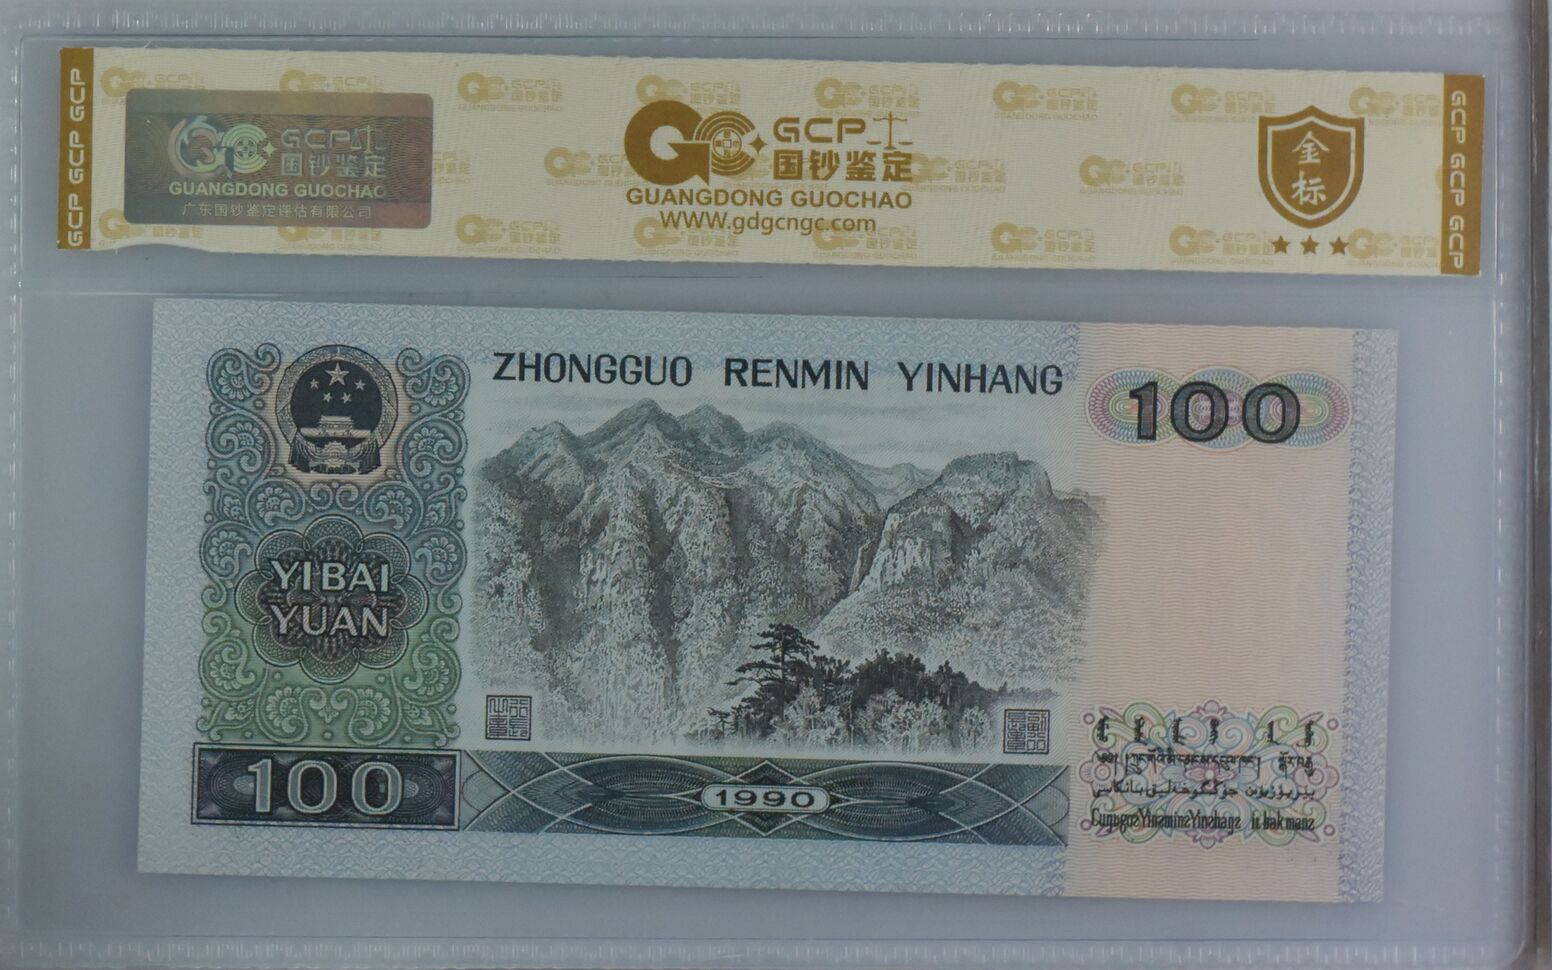 GCP GCP GCP
GCP
国钞鉴定
GUANGDONG GUOCHAO
广东国钞鉴定评估有限公司
GCP
国钞鉴定
GUANGDONG GUOCHAO
WWW.gdgcngc.com
金标
GCP GCP GCP
ZHONGGUO RENMIN YINHANG
100
YIBAI
YUAN
100
1990